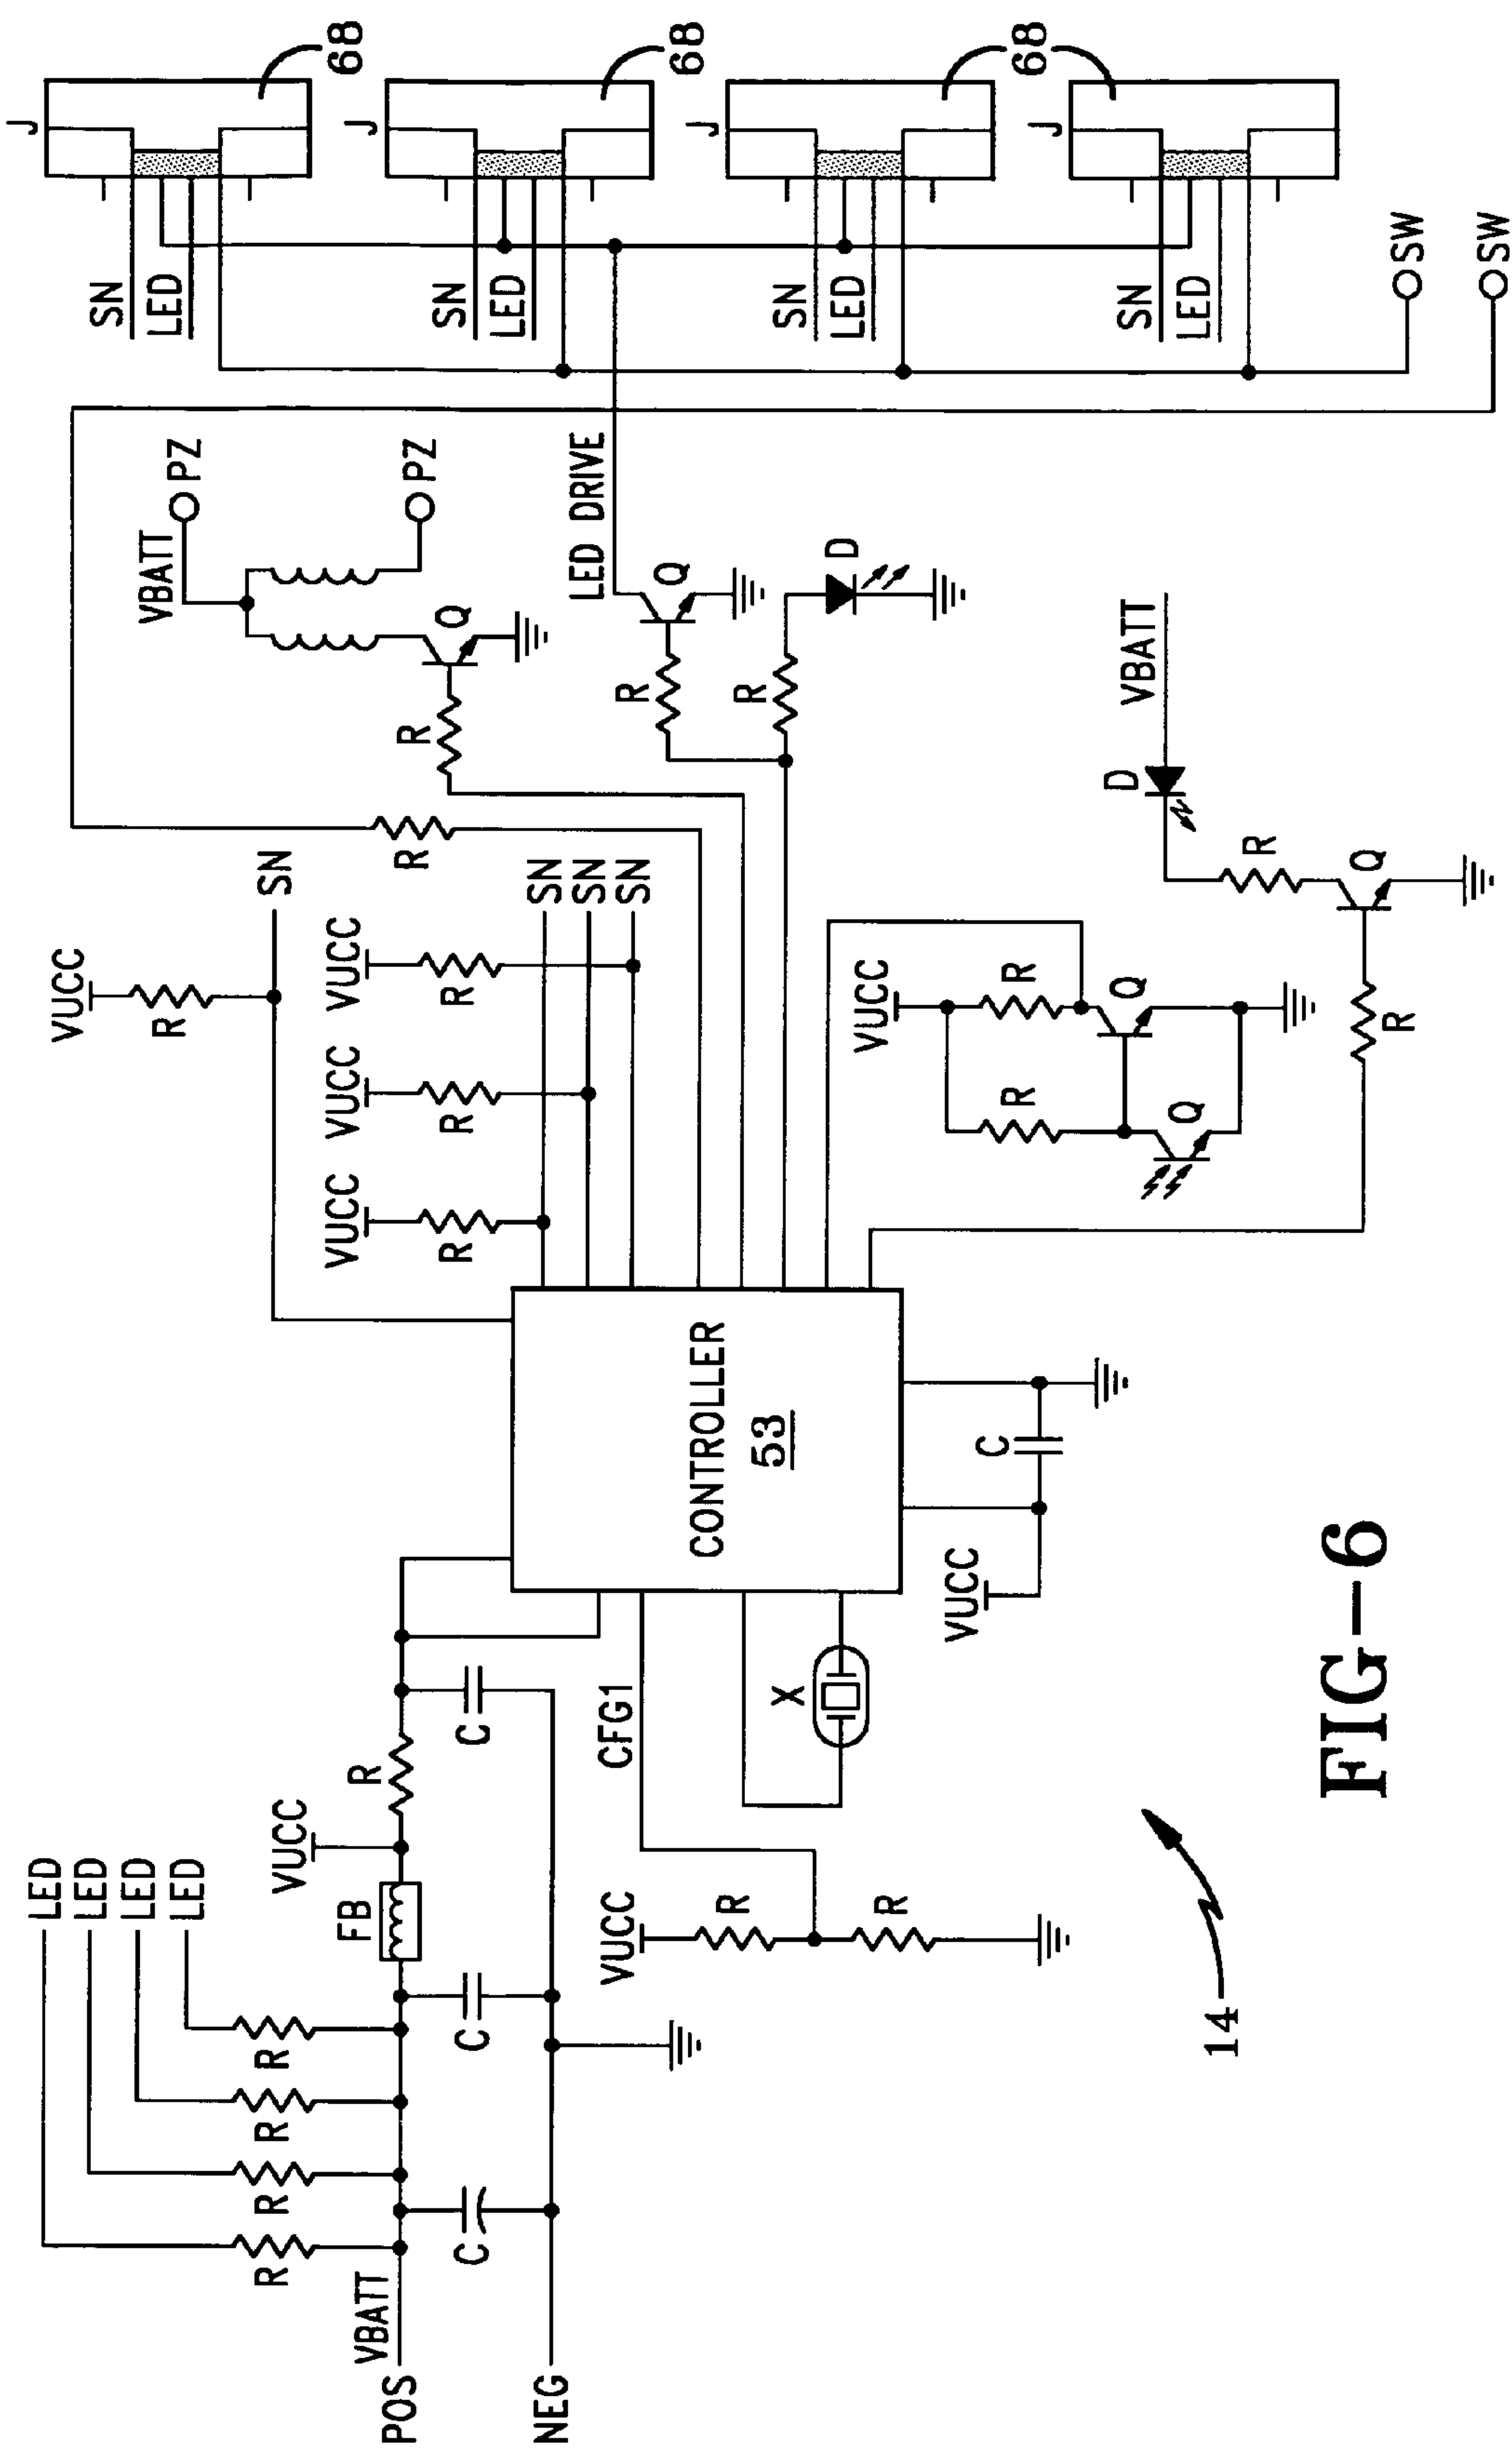 LED
LED
LED
LED
R
R
R
R
POS
VBATT
NEG
C
C
FB
VUCC
R
C
VUCC
R
R
CFG1
X
CONTROLLER
53
VUCC
C
VUCC
R
SN
VUCC
R
VUCC
R
VUCC
R
SN
SN
SN
R
VBATT
PZ
PZ
R
Q
LED DRIVE
R
Q
R
D
VUCC
R
R
Q
Q
R
VBATT
D
R
Q
J
68
SN
LED
J
68
SN
LED
J
68
SN
LED
J
SN
LED
SW
SW
14
FIG-6